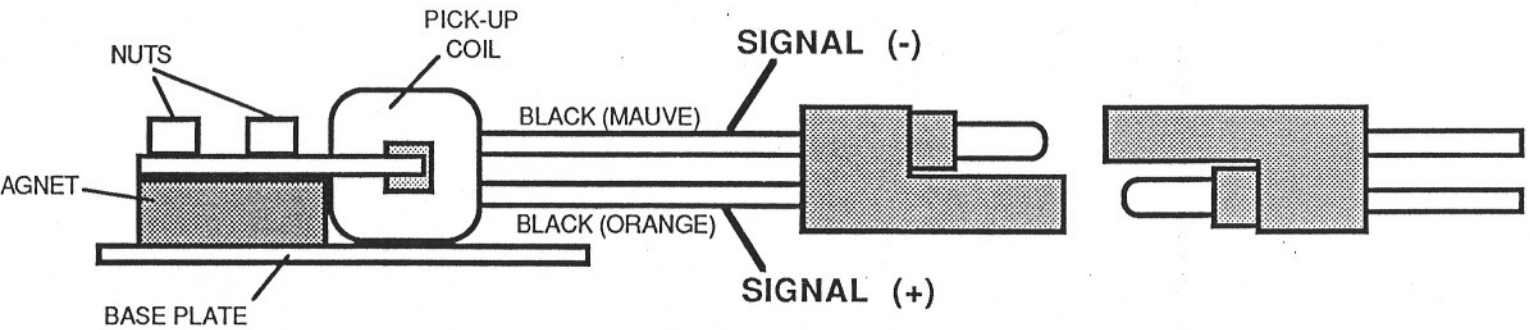 PICK-UP
COIL
NUTS
SIGNAL (-)
BLACK (MAUVE)
AGNET
BLACK (ORANGE)
SIGNAL (+)
BASE PLATE